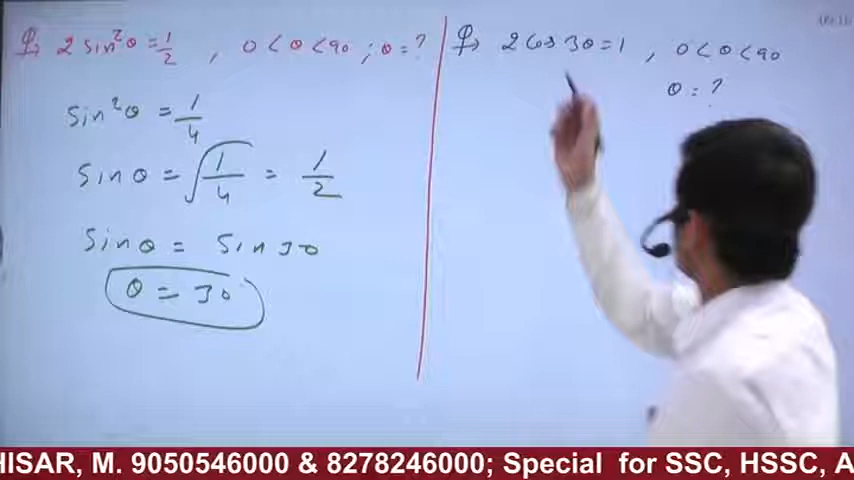 Q→ 2 sin²θ = 1/2 , 0 < θ < 90 ; θ = ?
sin²θ = 1/4
sin θ = √1/4 = 1/2
sin θ = sin 30
θ = 30
Q→ 2 cos 3θ = 1 , 0 < θ < 90
θ = ?
HISAR, M. 9050546000 & 8278246000; Special for SSC, HSSC, A